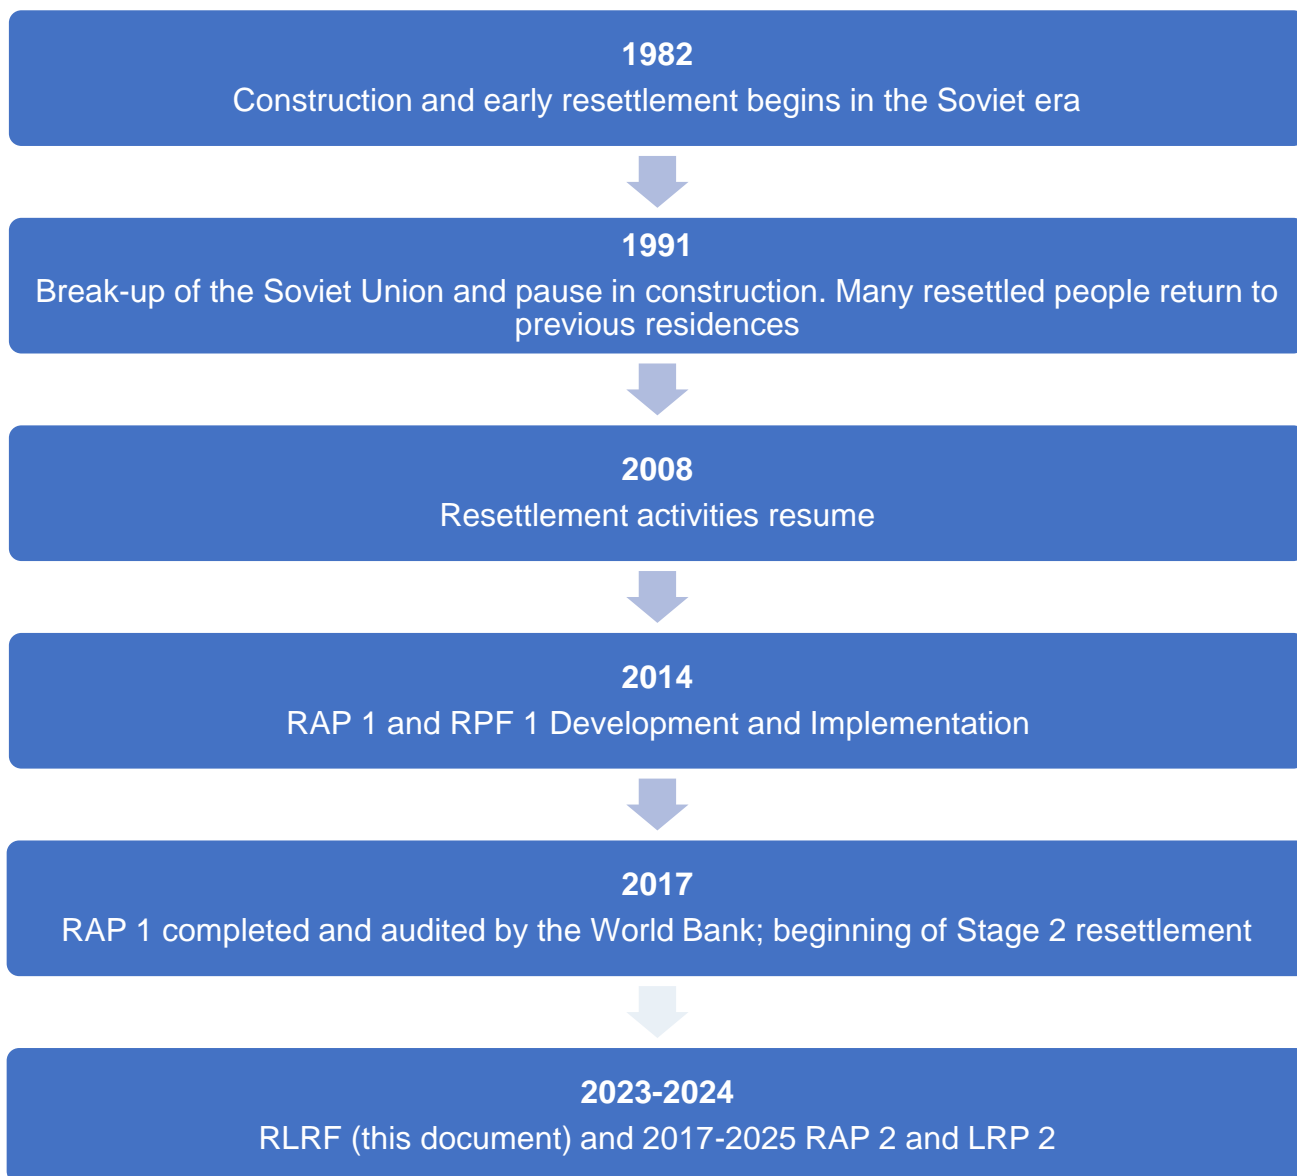 1982
Construction and early resettlement begins in the Soviet era
1991
Break-up of the Soviet Union and pause in construction. Many resettled people return to
previous residences
2008
Resettlement activities resume
2014
RAP 1 and RPF 1 Development and Implementation
2017
RAP 1 completed and audited by the World Bank; beginning of Stage 2 resettlement
2023-2024
RLRF (this document) and 2017-2025 RAP 2 and LRP 2